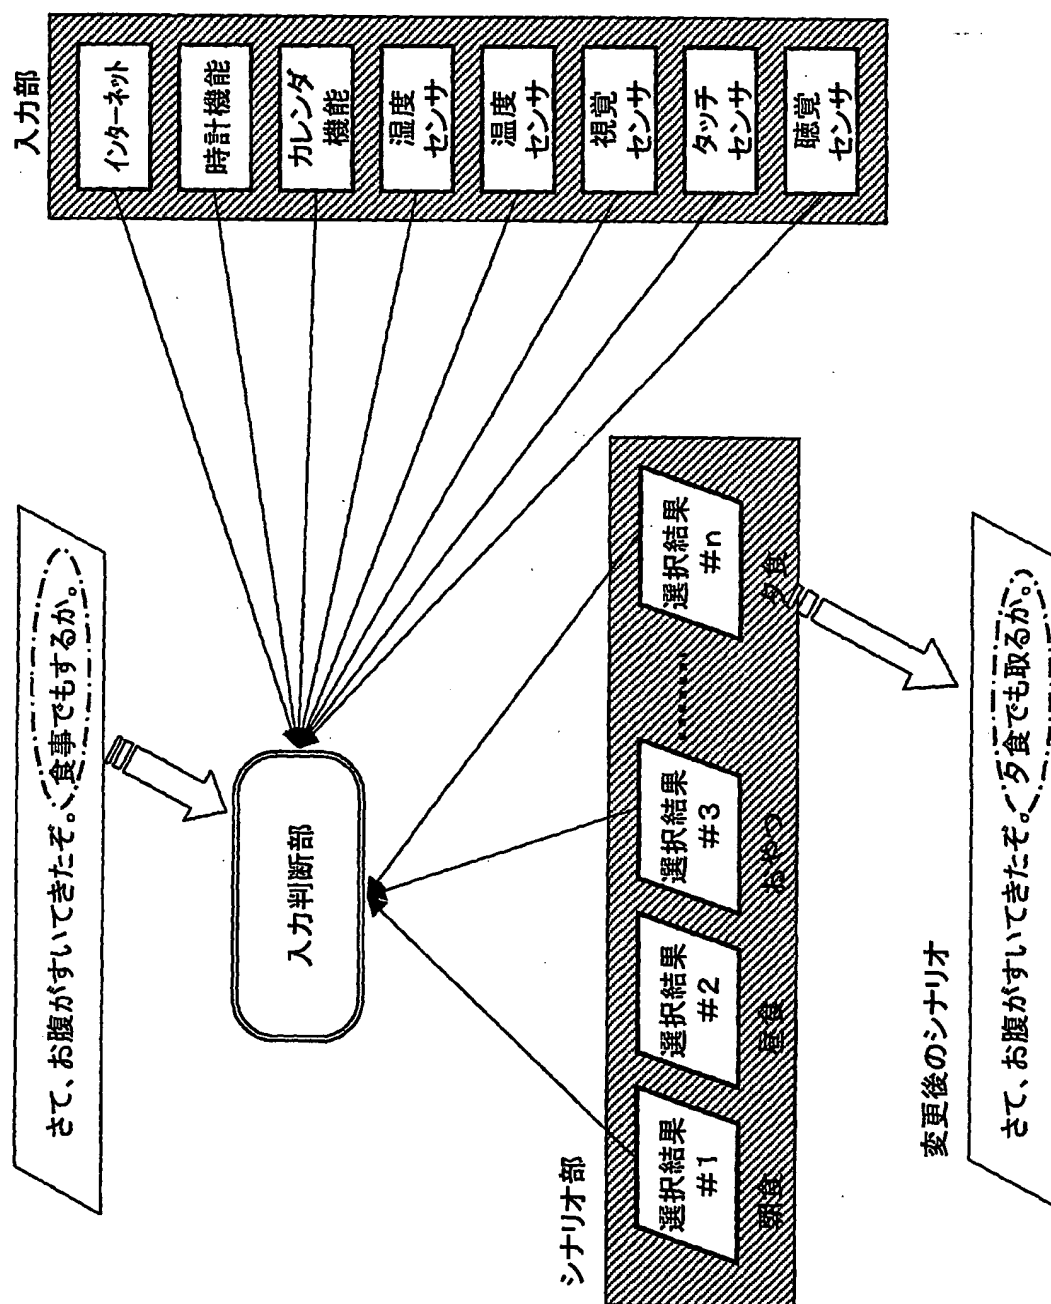 さて、お腹がすいてきたぞ。食事でもするか。
入力判断部
入力部
インターネット
時計機能
カレンダ
機能
湿度
センサ
温度
センサ
視覚
センサ
タッチ
センサ
聴覚
センサ
シナリオ部
選択結果
#1
朝食
選択結果
#2
昼食
選択結果
#3
おやつ
選択結果
#n
夕食
変更後のシナリオ
さて、お腹がすいてきたぞ。夕食でも取るか。